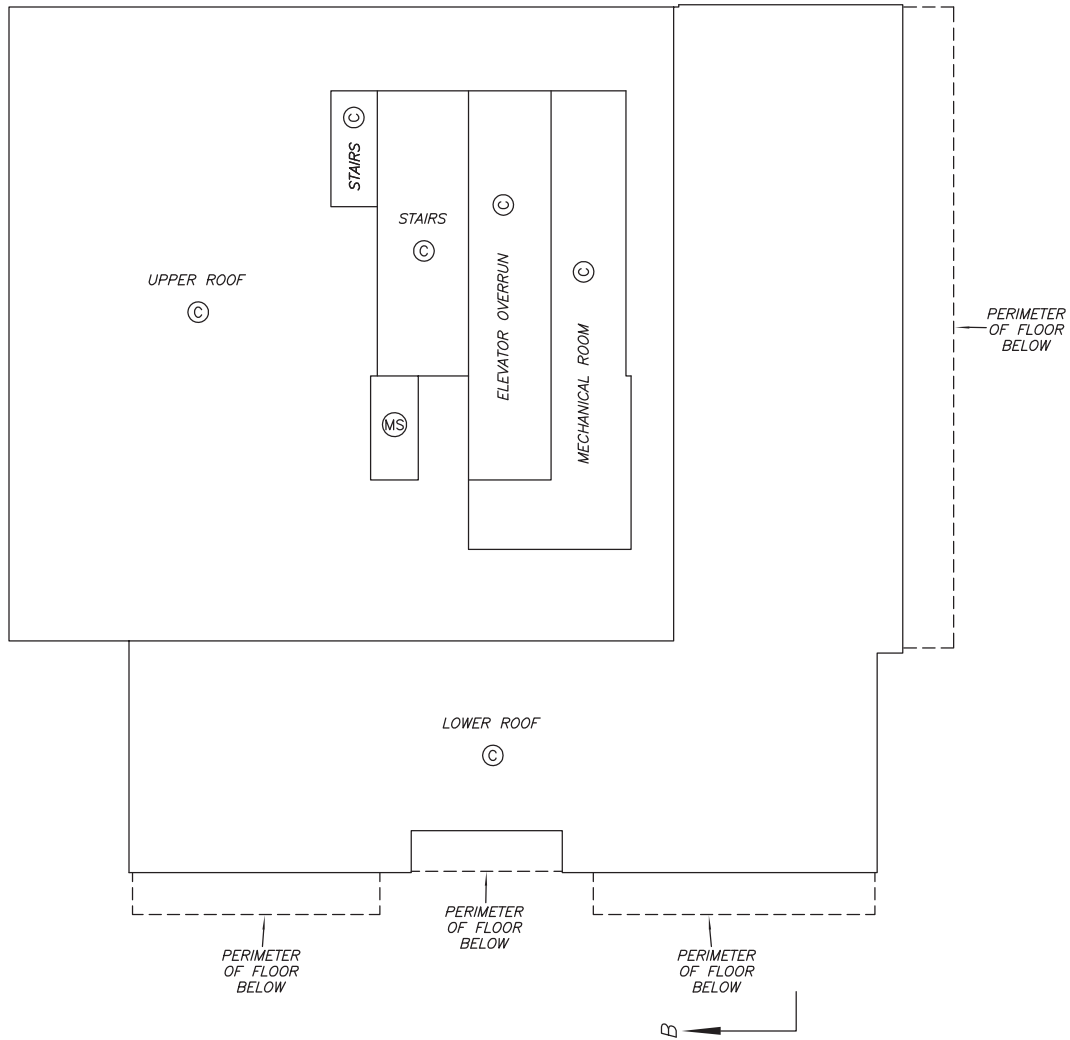 C
STAIRS
STAIRS
C
C
ELEVATOR OVERRUN
C
MECHANICAL ROOM
UPPER ROOF
C
MS
PERIMETER
OF FLOOR
BELOW
LOWER ROOF
C
PERIMETER
OF FLOOR
BELOW
PERIMETER
OF FLOOR
BELOW
PERIMETER
OF FLOOR
BELOW
B